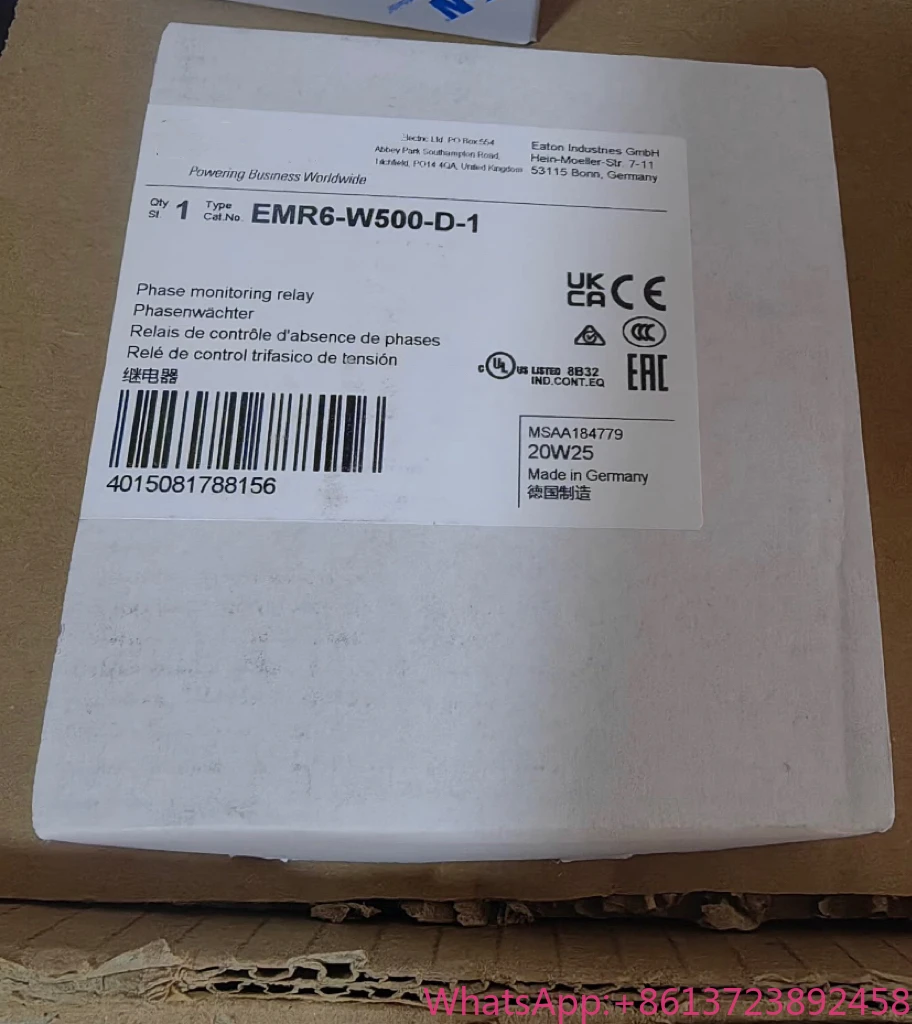 N
Electric Ltd. PO Box 554
Abbey Park Southampton Road,
Titchfield, PO14 4QA, United Kingdom
Eaton Industries GmbH
Hein-Moeller-Str. 7-11
53115 Bonn, Germany
Powering Business Worldwide
Qty
St.
1
Type
Cat.No.
EMR6-W500-D-1
Phase monitoring relay
Phasenwächter
Relais de contrôle d'absence de phases
Relé de control trifasico de tensión
继电器
4015081788156
UK
CA
CE
CCC
C UL US LISTED 8B32
IND.CONT.EQ
EAC
MSAA184779
20W25
Made in Germany
德国制造
WhatsApp:+8613723892458